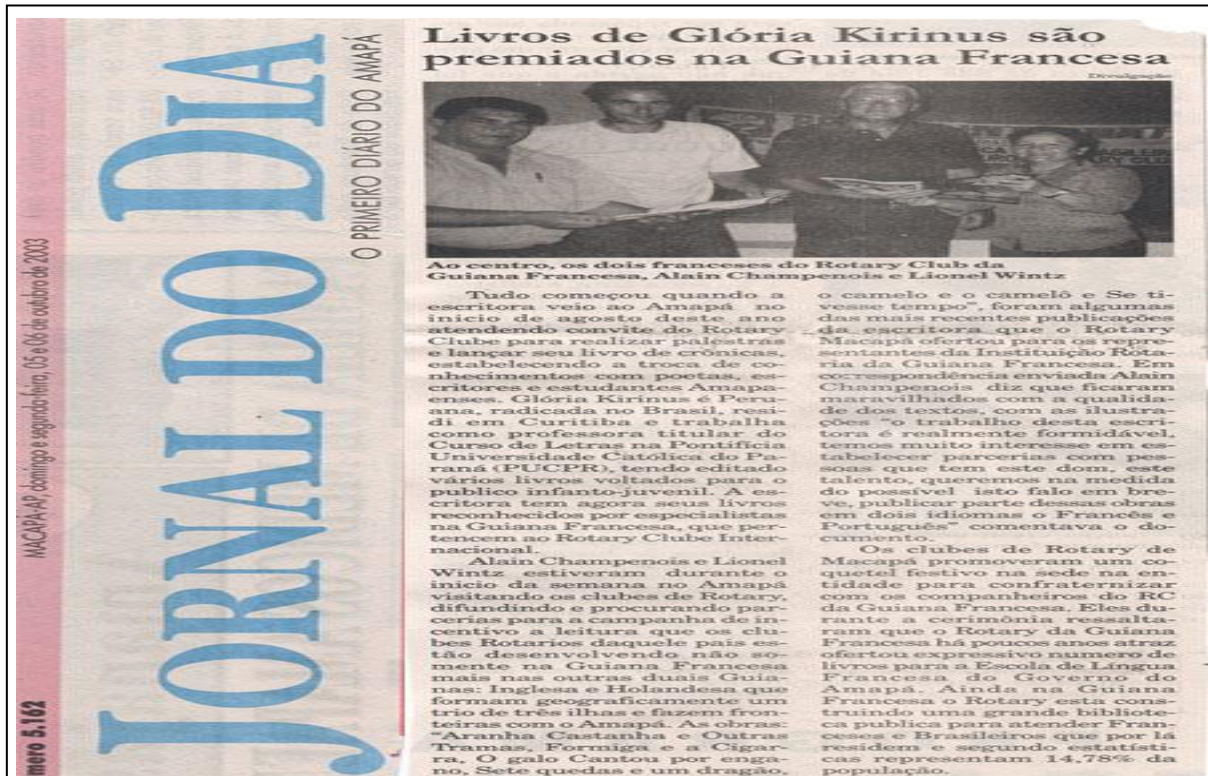 JORNAL DO DIA
O PRIMEIRO DIÁRIO DO AMAPÁ
MACAPÁ-AP, domingo e segunda-feira, 05 e 06 de outubro de 2003
mero 5.162
Livros de Glória Kirinus são
premiados na Guiana Francesa
Divulgação
BRASILEIR
RY CLU
Ao centro, os dois franceses do Rotary Club da
Guiana Francesa, Alain Champenois e Lionel Wintz
Tudo começou quando a
escritora veio ao Amapá no
inicio de agosto deste ano
atendendo convite do Rotary
Clube para realizar palestras
e lançar seu livro de crônicas,
estabelecendo a troca de co-
nhecimentos com poetas, es-
critores e estudantes Amapa-
enses. Glória Kirinus é Peru-
ana, radicada no Brasil, resi-
di em Curitiba e trabalha
como professora titular do
Curso de Letras na Pontifícia
Universidade Católica do Pa-
raná (PUCPR), tendo editado
vários livros voltados para o
publico infanto-juvenil. A es-
critora tem agora seus livros
reconhecidos por especialistas
na Guiana Francesa, que per-
tencem ao Rotary Clube Inter-
nacional.
Alain Champenois e Lionel
Wintz estiveram durante o
inicio da semana no Amapá
visitando os clubes de Rotary,
difundindo e procurando par-
cerias para a campanha de in-
centivo a leitura que os clu-
bes Rotarios daquele país es-
tão desenvolverdo não so-
mente na Guiana Francesa
mais nas outras duais Guia-
nas: Inglesa e Holandesa que
formam geograficamente um
trio de três ilhas e fazem fron-
teiras com o Amapá. As obras:
"Aranha Castanha e Outras
Tramas, Formiga e a Cigar-
ra, O galo Cantou por enga-
no, Sete quedas e um dragão,
o camelo e o camelô e Se ti-
vesse tempo", foram algumas
das mais recentes publicações
da escritora que o Rotary
Macapá ofertou para os repre-
sentantes da Instituição Rota-
ria da Guiana Francesa. Em
correspondência enviada Alain
Champenois diz que ficaram
maravilhados com a qualida-
de dos textos, com as ilustra-
ções "o trabalho desta escri-
tora é realmente formidável,
temos muito interesse em es-
tabelecer parcerias com pes-
soas que tem este dom, este
talento, queremos na medida
do possível isto falo em bre-
ve, publicar parte dessas obras
em dois idiomas o Francês e
Português" comentava o do-
cumento.
Os clubes de Rotary de
Macapá promoveram um co-
quetel festivo na sede na en-
tidade para confraternizar
com os companheiros do RC
da Guiana Francesa. Eles du-
rante a cerimônia ressalta-
ram que o Rotary da Guiana
Francesa há poucos anos atraz
ofertou expressivo numero de
livros para a Escola de Língua
Francesa do Governo do
Amapá. Ainda na Guiana
Francesa o Rotary esta cons-
truindo uma grande bibliote-
ca publica para atender Fran-
ceses e Brasileiros que por lá
residem e segundo estatísti-
cas representam 14,78% da
população.